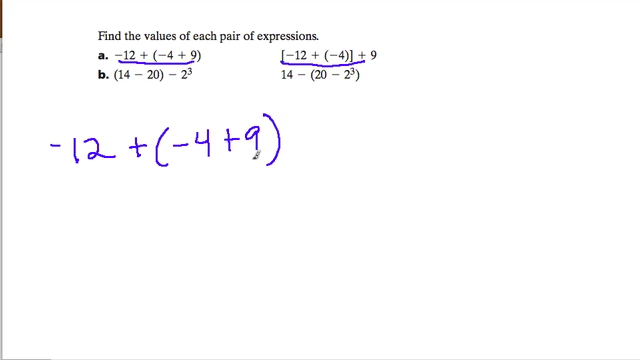 Find the values of each pair of expressions.
a. −12 + (−4 + 9) [−12 + (−4)] + 9
b. (14 − 20) − 2³ 14 − (20 − 2³)
-12 + (-4 + 9)